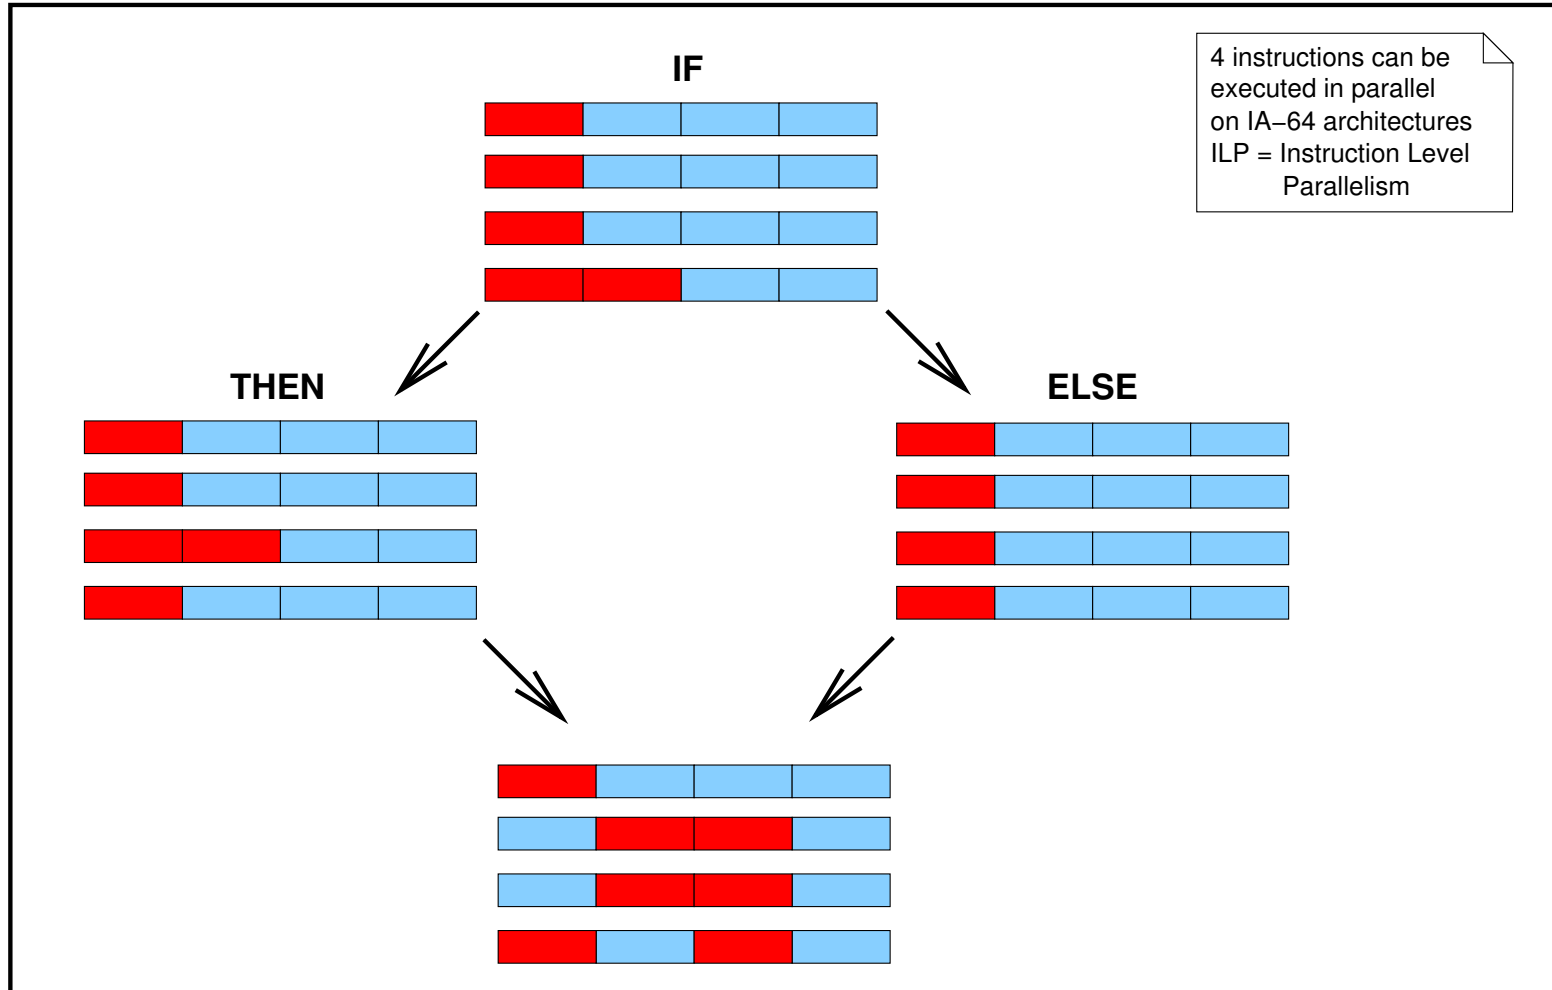 IF
4 instructions can be
executed in parallel
on IA−64 architectures
ILP = Instruction Level
Parallelism
THEN
ELSE